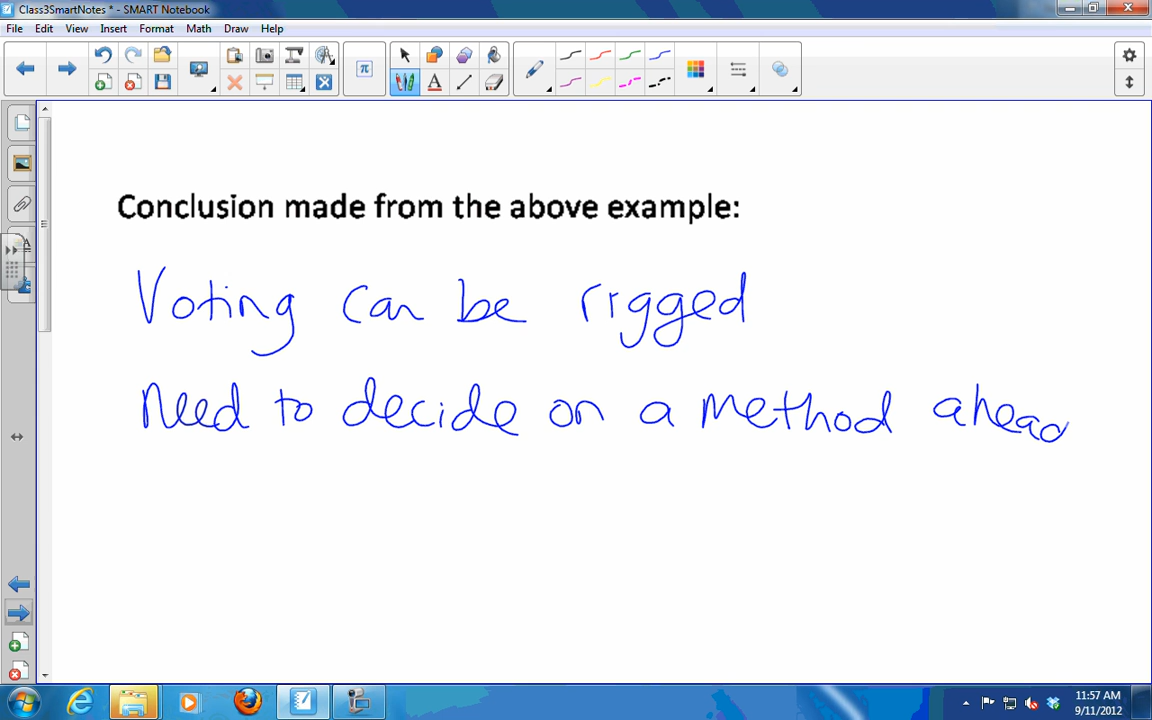 Class3SmartNotes * - SMART Notebook
File Edit View Insert Format Math Draw Help
Conclusion made from the above example:
Voting can be rigged
Need to decide on a method ahead
11:57 AM
9/11/2012